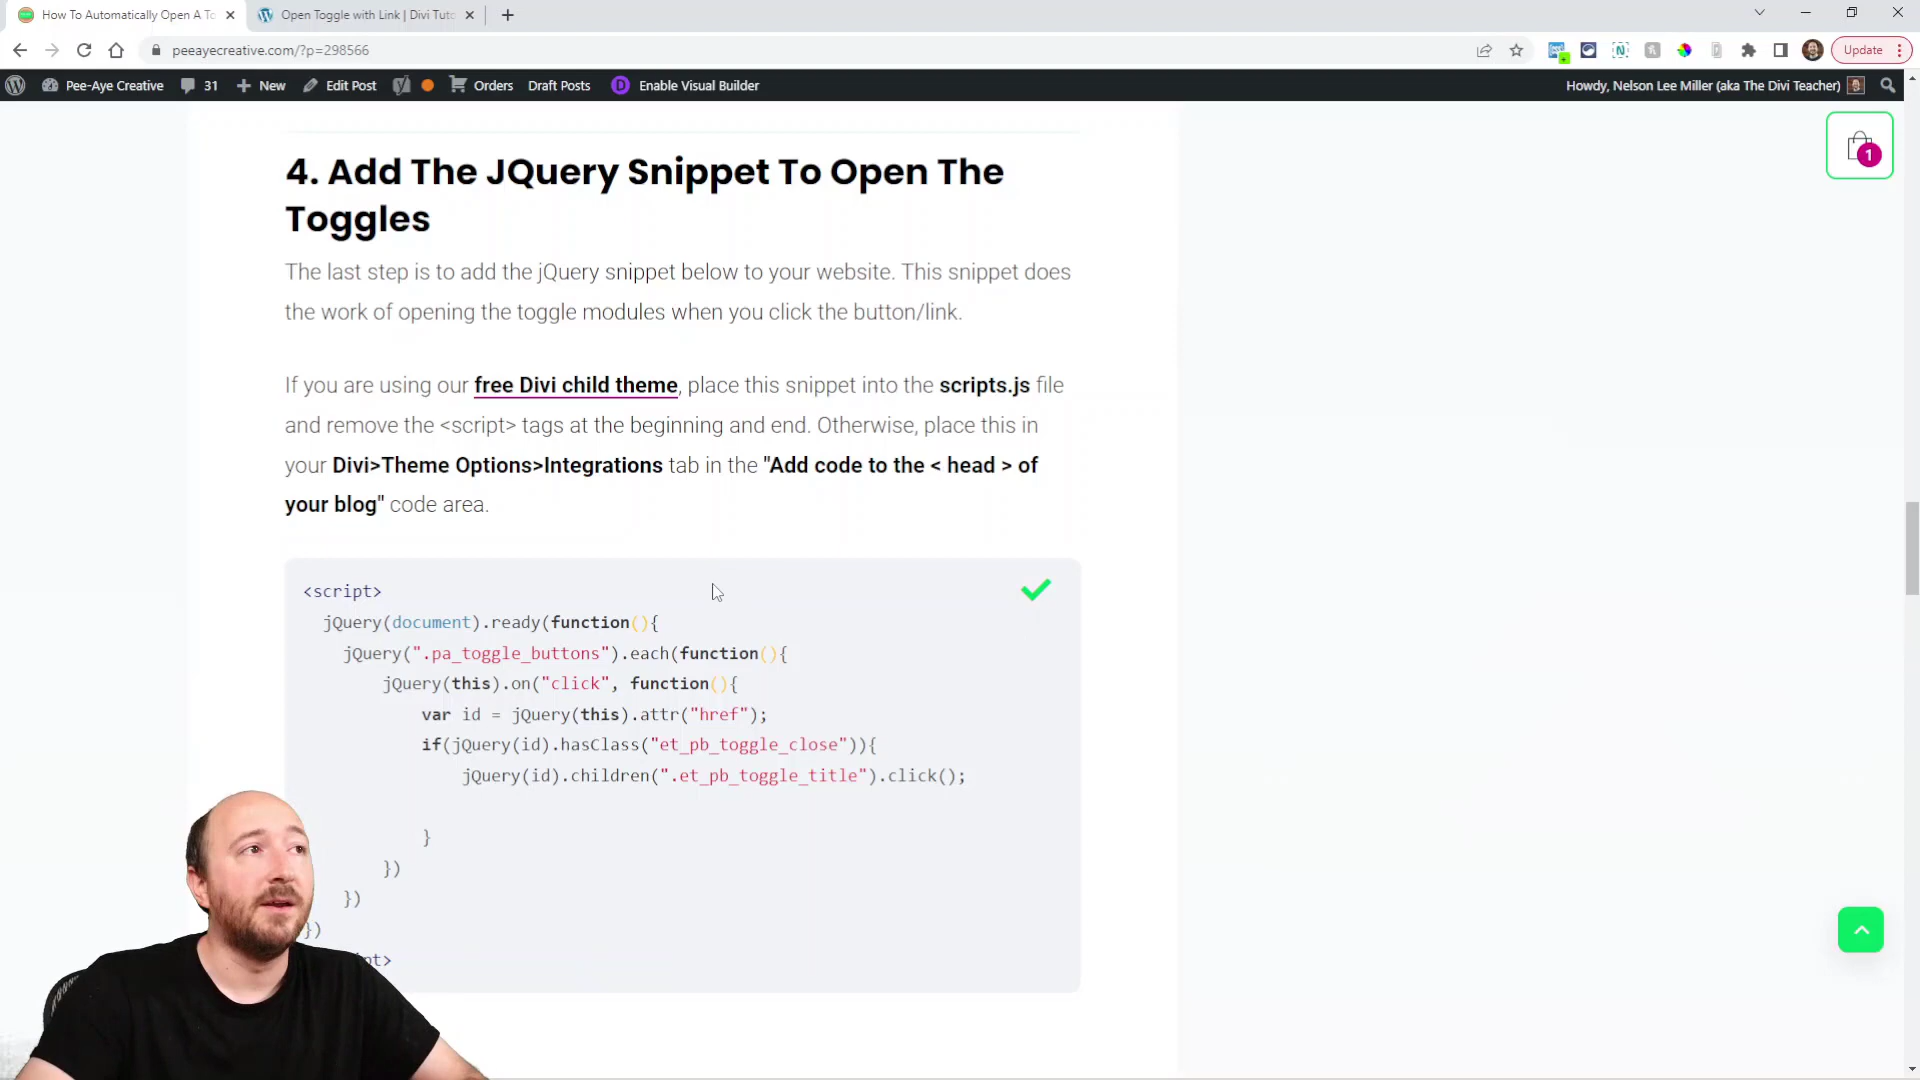 How To Automatically Open A To
Open Toggle with Link | Divi Tuto
peeayecreative.com/?p=298566
Update
Pee-Aye Creative
31
New
Edit Post
Orders
Draft Posts
D
Enable Visual Builder
Howdy, Nelson Lee Miller (aka The Divi Teacher)
1
4. Add The JQuery Snippet To Open The
Toggles
The last step is to add the jQuery snippet below to your website. This snippet does
the work of opening the toggle modules when you click the button/link.
If you are using our free Divi child theme, place this snippet into the scripts.js file
and remove the <script> tags at the beginning and end. Otherwise, place this in
your Divi>Theme Options>Integrations tab in the "Add code to the < head > of
your blog" code area.
<script>
jQuery(document).ready(function(){
jQuery(".pa_toggle_buttons").each(function(){
jQuery(this).on("click", function(){
var id = jQuery(this).attr("href");
if(jQuery(id).hasClass("et_pb_toggle_close")){
jQuery(id).children(".et_pb_toggle_title").click();
}
})
})
})
pt>